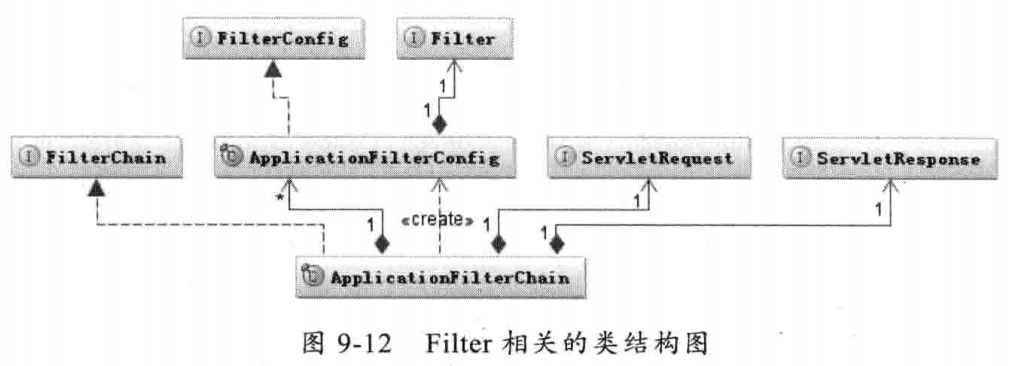 I FilterConfig
I Filter
1
1
I FilterChain
C ApplicationFilterConfig
I ServletRequest
I ServletResponse
*
1
«create»
1
1
1
1
C ApplicationFilterChain
图 9-12 Filter 相关的类结构图